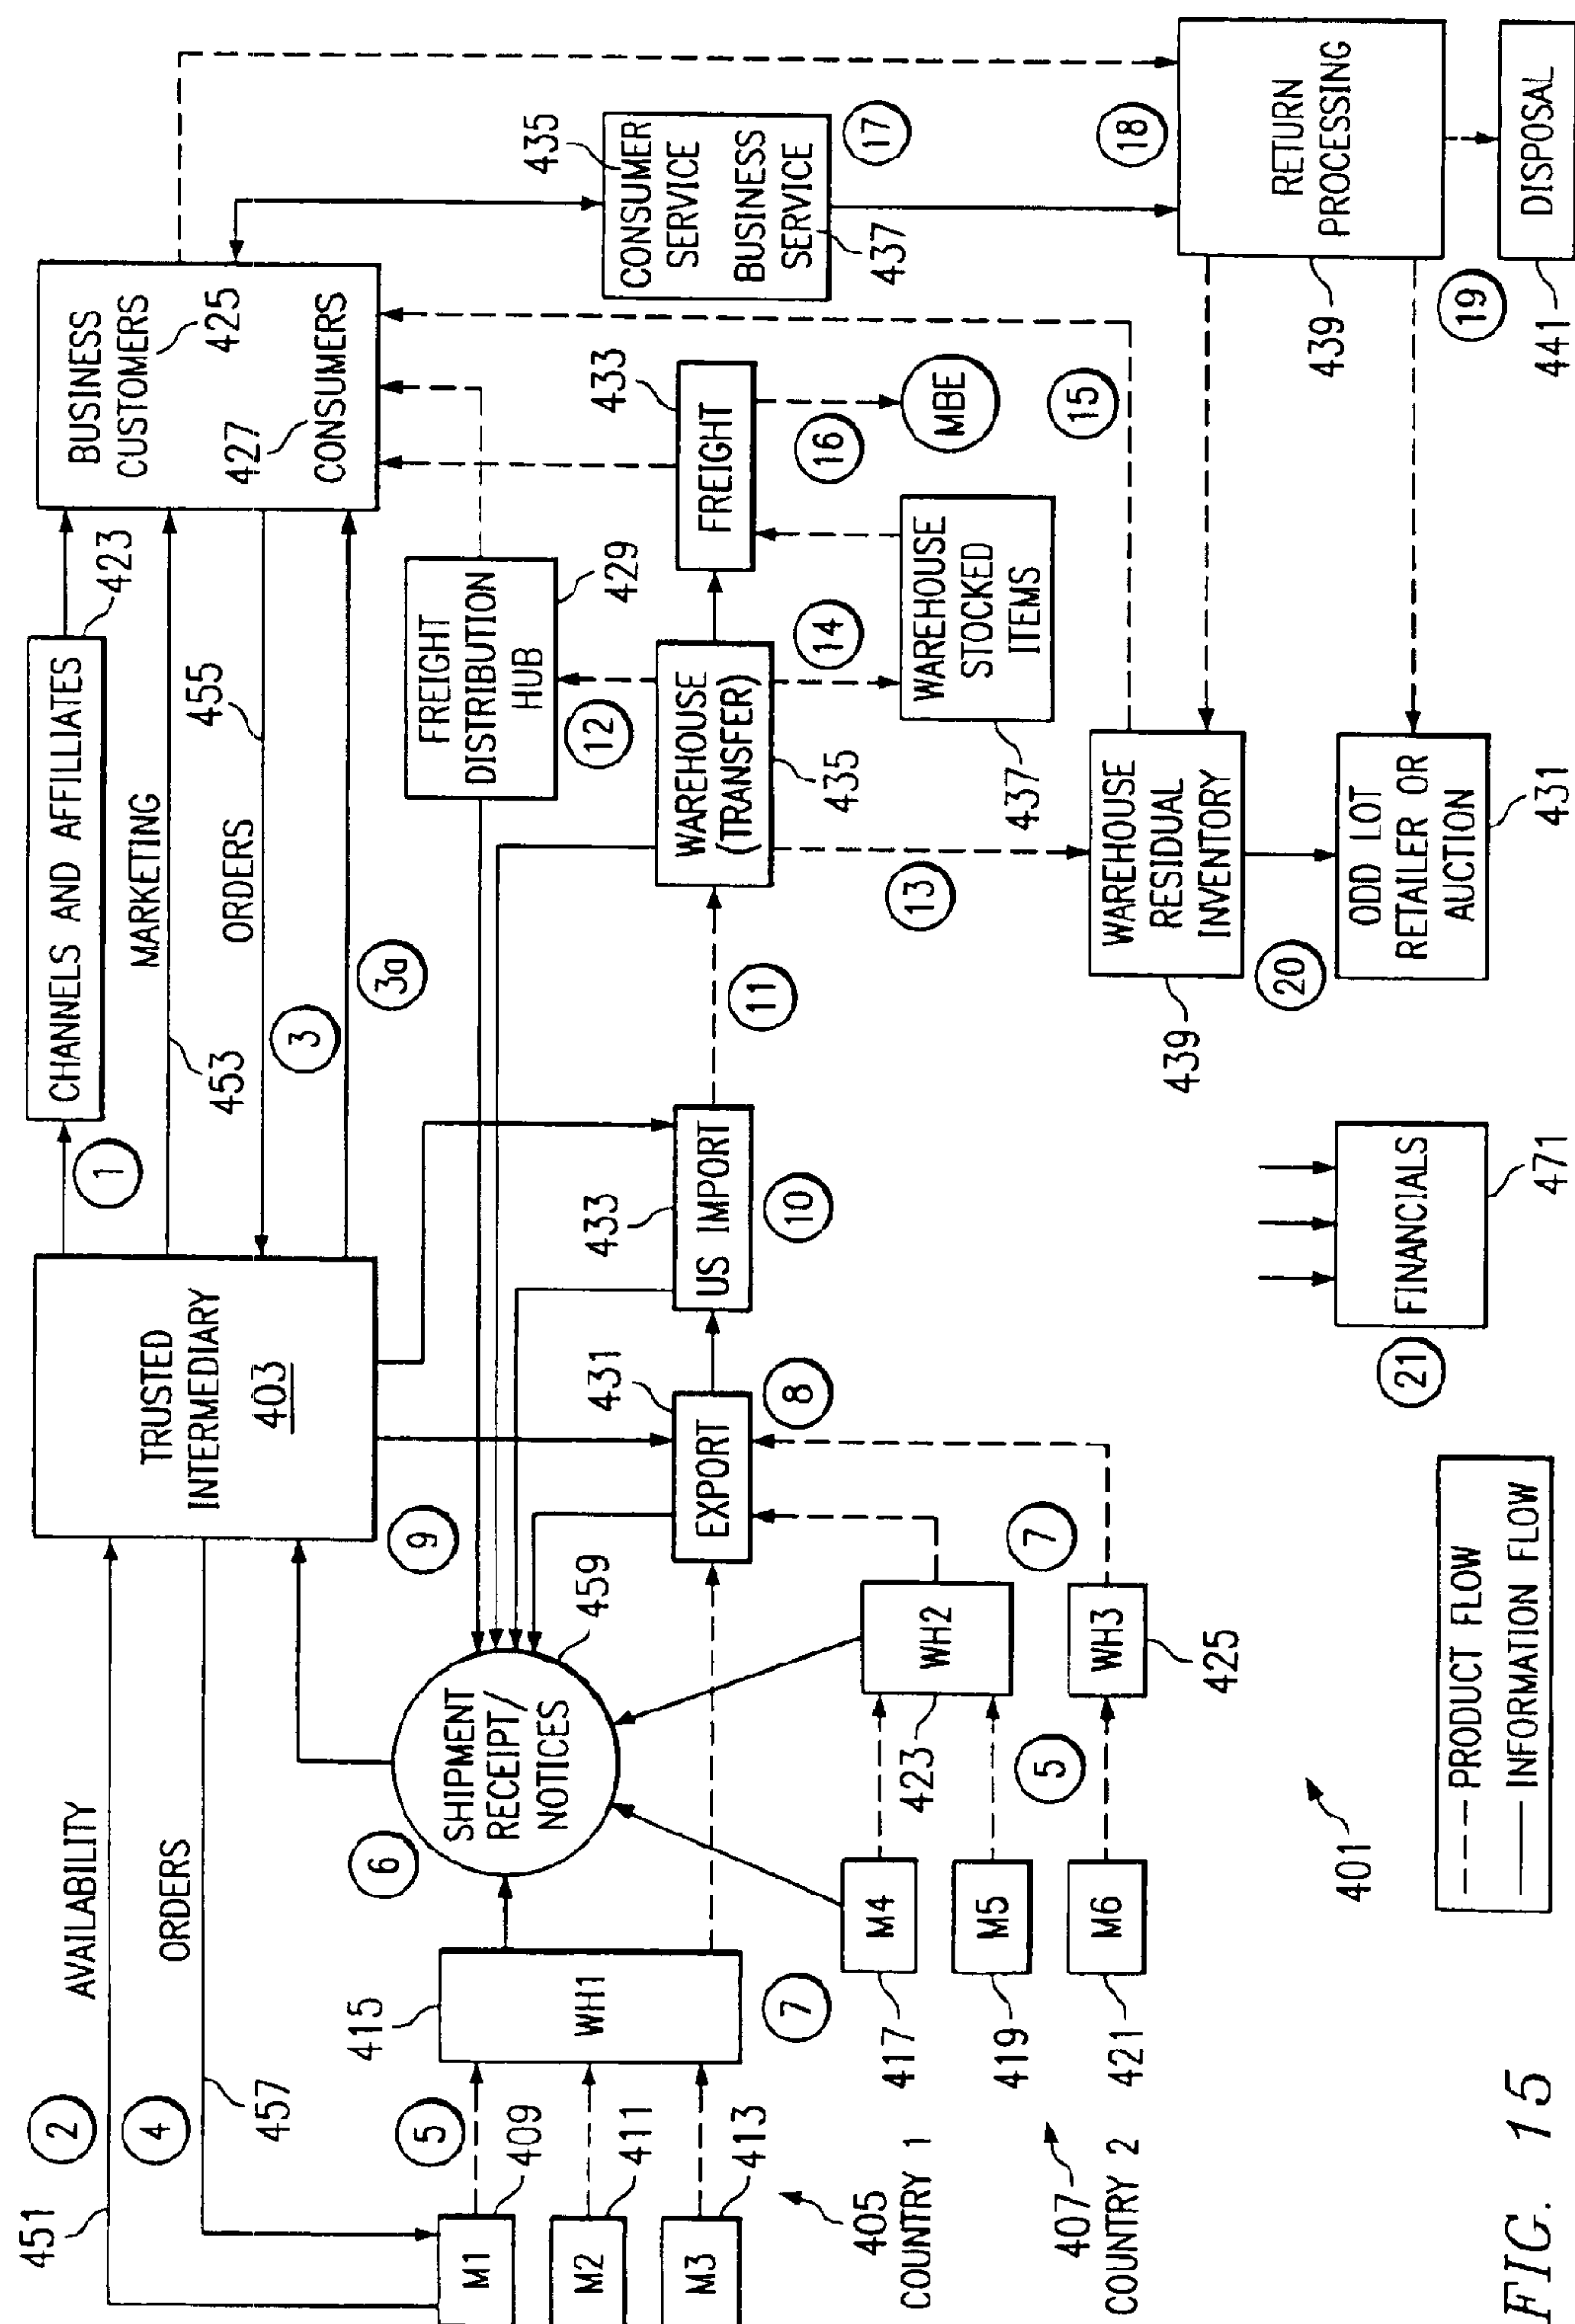 451
2
AVAILABILITY
4
ORDERS
457
TRUSTED
INTERMEDIARY
403
1
CHANNELS AND AFFILLIATES
423
MARKETING
453
ORDERS
455
3
3a
BUSINESS
CUSTOMERS
425
427
CONSUMERS
M1
409
M2
411
M3
413
5
415
WH1
7
405
COUNTRY 1
407
COUNTRY 2
6
SHIPMENT
RECEIPT/
NOTICES
459
9
M4
417
M5
419
M6
421
5
WH2
423
WH3
425
7
EXPORT
431
8
US IMPORT
433
10
11
FREIGHT
DISTRIBUTION
HUB
429
12
WAREHOUSE
(TRANSFER)
435
13
14
WAREHOUSE
STOCKED
ITEMS
437
FREIGHT
433
16
MBE
15
CONSUMER
SERVICE
BUSINESS
SERVICE
435
437
17
18
RETURN
PROCESSING
439
19
DISPOSAL
441
WAREHOUSE
RESIDUAL
INVENTORY
439
20
ODD LOT
RETAILER OR
AUCTION
431
21
FINANCIALS
471
401
PRODUCT FLOW
INFORMATION FLOW
FIG. 15